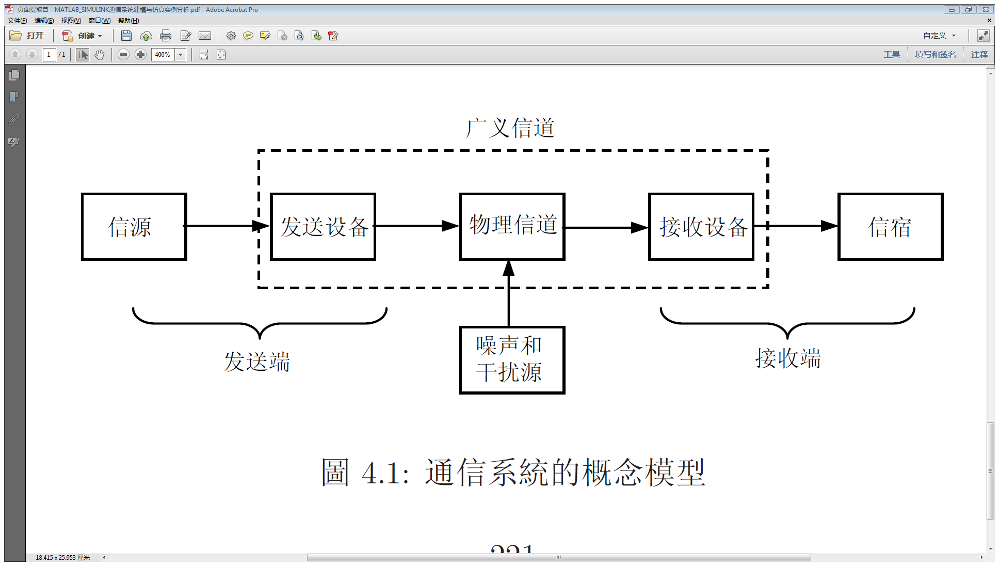 页面提取自 - MATLAB_SIMULINK通信系统建模与仿真实例分析.pdf - Adobe Acrobat Pro
文件(F) 编辑(E) 视图(V) 窗口(W) 帮助(H)
打开 创建 自定义
1 / 1 400% 工具 填写和签名 注释
广义信道
信源 发送设备 物理信道 接收设备 信宿
噪声和
干扰源
发送端 接收端
圖 4.1: 通信系統的概念模型
221
18.415 x 25.953 厘米